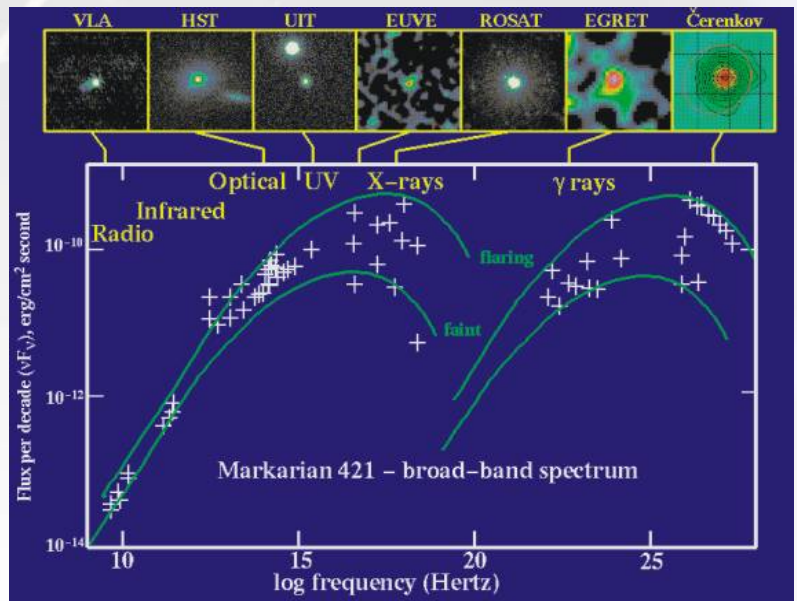 VLA HST UIT EUVE ROSAT EGRET Čerenkov
Optical UV X-rays γ rays
Infrared
Radio
flaring
faint
Markarian 421 – broad-band spectrum
Flux per decade (νFν), erg/cm² second
10⁻¹⁰
10⁻¹²
10⁻¹⁴
10 15 20 25
log frequency (Hertz)